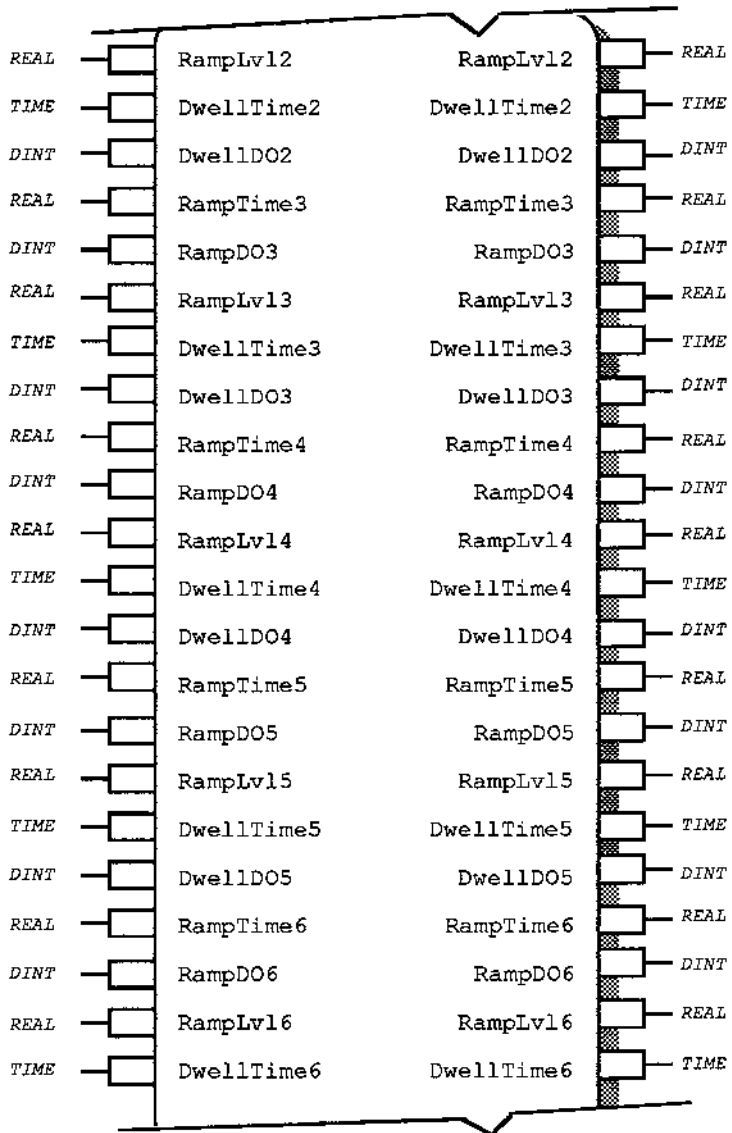 REAL RampLvl2 RampLvl2 REAL
TIME DwellTime2 DwellTime2 TIME
DINT DwellDO2 DwellDO2 DINT
REAL RampTime3 RampTime3 REAL
DINT RampDO3 RampDO3 DINT
REAL RampLvl3 RampLvl3 REAL
TIME DwellTime3 DwellTime3 TIME
DINT DwellDO3 DwellDO3 DINT
REAL RampTime4 RampTime4 REAL
DINT RampDO4 RampDO4 DINT
REAL RampLvl4 RampLvl4 REAL
TIME DwellTime4 DwellTime4 TIME
DINT DwellDO4 DwellDO4 DINT
REAL RampTime5 RampTime5 REAL
DINT RampDO5 RampDO5 DINT
REAL RampLvl5 RampLvl5 REAL
TIME DwellTime5 DwellTime5 TIME
DINT DwellDO5 DwellDO5 DINT
REAL RampTime6 RampTime6 REAL
DINT RampDO6 RampDO6 DINT
REAL RampLvl6 RampLvl6 REAL
TIME DwellTime6 DwellTime6 TIME